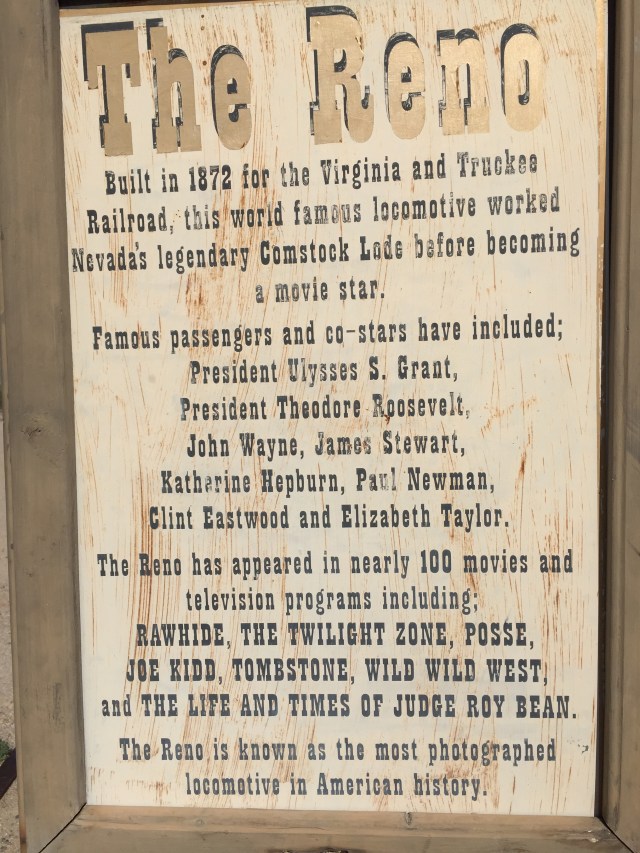 The Reno
Built in 1872 for the Virginia and Truckee
Railroad, this world famous locomotive worked
Nevada's legendary Comstock Lode before becoming
a movie star.
Famous passengers and co-stars have included;
President Ulysses S. Grant,
President Theodore Roosevelt,
John Wayne, James Stewart,
Katharine Hepburn, Paul Newman,
Clint Eastwood and Elizabeth Taylor.
The Reno has appeared in nearly 100 movies and
television programs including;
RAWHIDE, THE TWILIGHT ZONE, POSSE,
JOE KIDD, TOMBSTONE, WILD WILD WEST,
and THE LIFE AND TIMES OF JUDGE ROY BEAN.
The Reno is known as the most photographed
locomotive in American history.